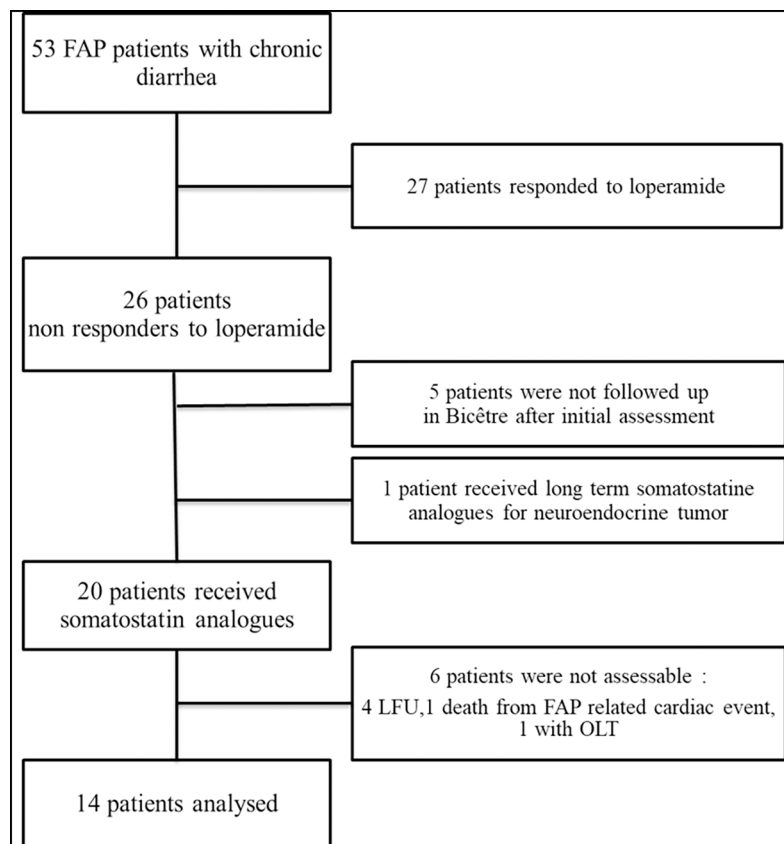 53 FAP patients with chronic
diarrhea
27 patients responded to loperamide
26 patients
non responders to loperamide
5 patients were not followed up
in Bicêtre after initial assessment
1 patient received long term somatostatine
analogues for neuroendocrine tumor
20 patients received
somatostatin analogues
6 patients were not assessable :
4 LFU,1 death from FAP related cardiac event,
1 with OLT
14 patients analysed